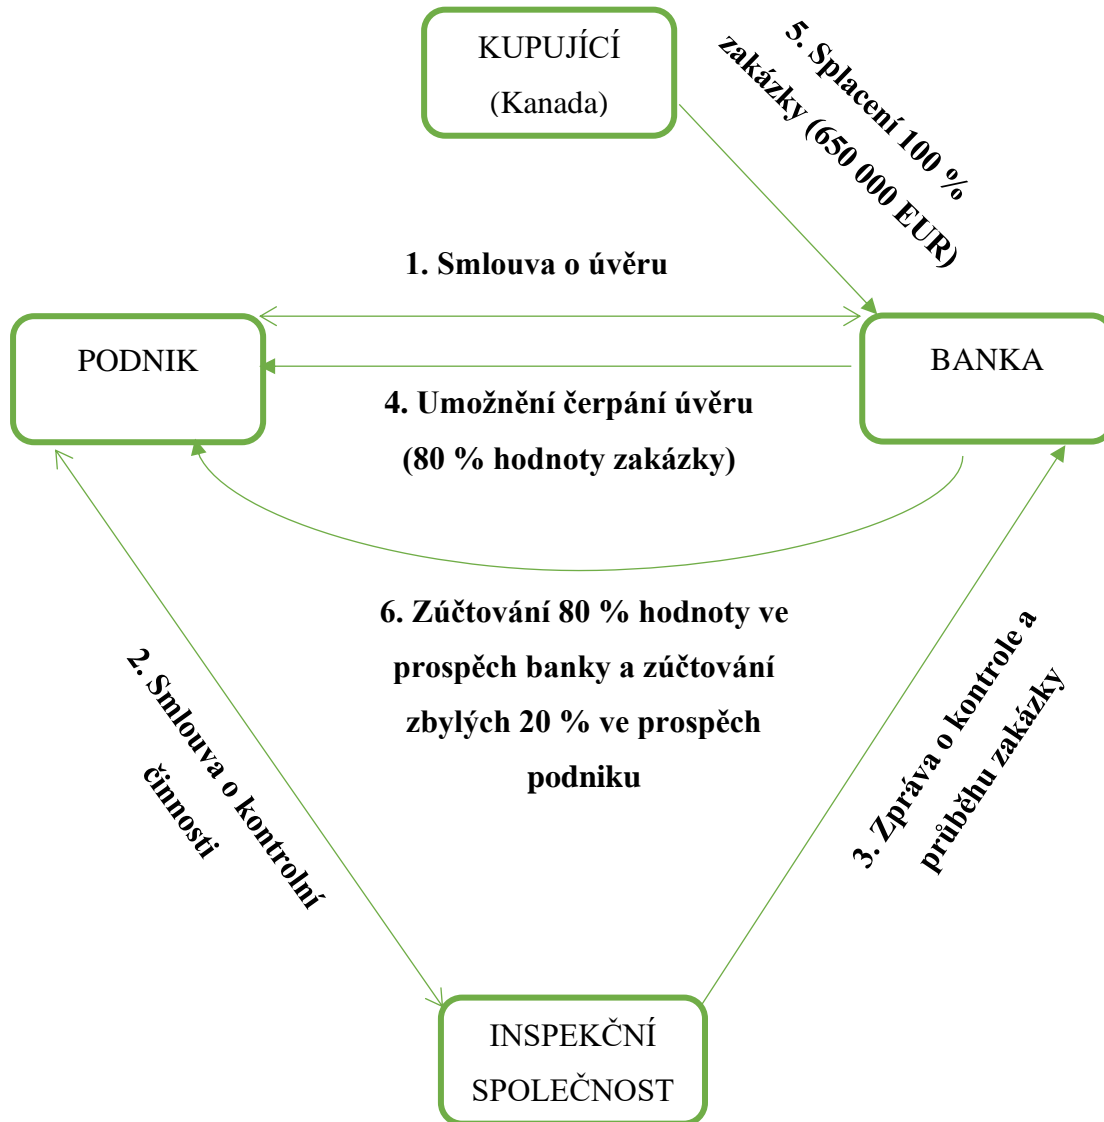 KUPUJÍCÍ
(Kanada)
5. Splacení 100 %
zakázky (650 000 EUR)
1. Smlouva o úvěru
PODNIK
BANKA
4. Umožnění čerpání úvěru
(80 % hodnoty zakázky)
6. Zúčtování 80 % hodnoty ve
prospěch banky a zúčtování
zbylých 20 % ve prospěch
podniku
2. Smlouva o kontrolní
činnosti
3. Zpráva o kontrole a
průběhu zakázky
INSPEKČNÍ
SPOLEČNOST